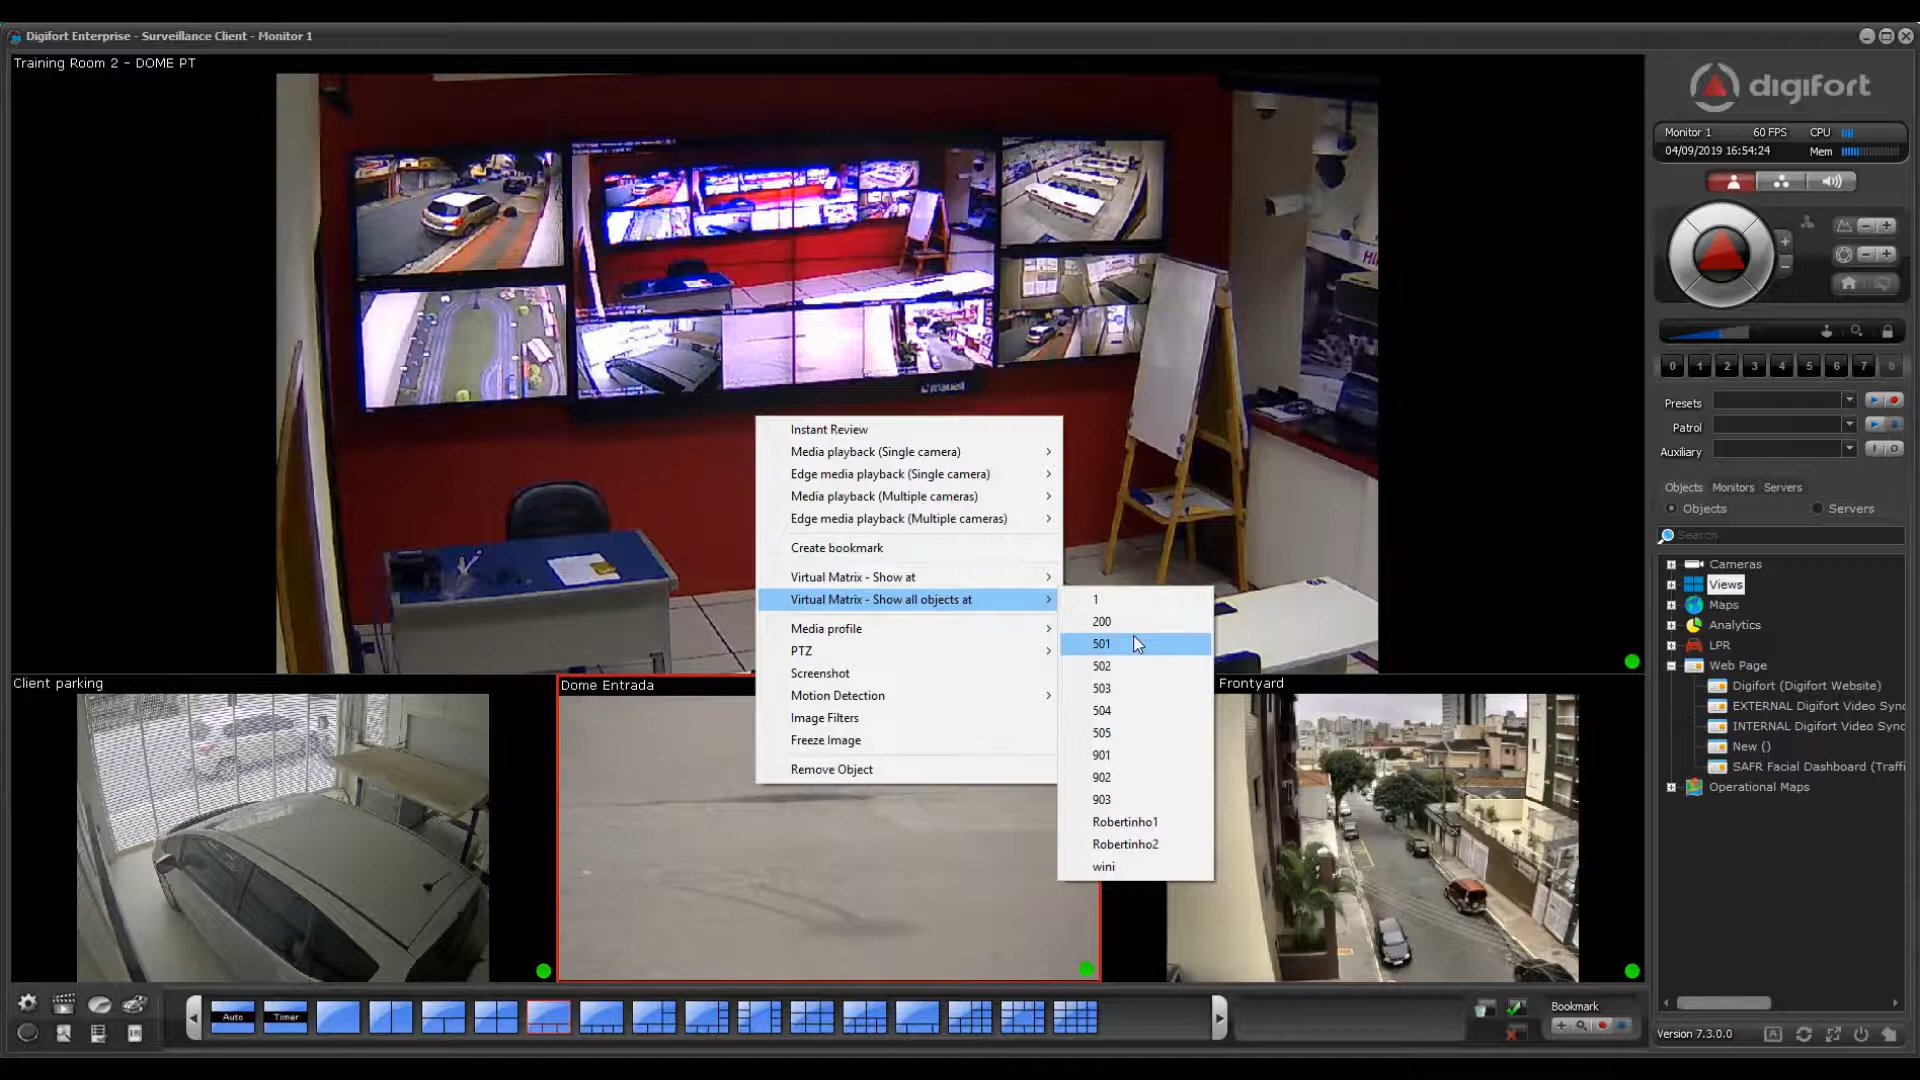 Digifort Enterprise - Surveillance Client - Monitor 1
Training Room 2 - DOME PT
digifort
Monitor 1 60 FPS CPU
04/09/2019 16:54:24 Mem
0 1 2 3 4 5 6 7 8
Presets
Patrol
Auxiliary
Objects Monitors Servers
Objects Servers
Search
Cameras
Views
Maps
Analytics
LPR
Web Page
Digifort (Digifort Website)
EXTERNAL Digifort Video Sync
INTERNAL Digifort Video Sync
New ()
SAFR Facial Dashboard (Traffi
Operational Maps
Instant Review
Media playback (Single camera)
Edge media playback (Single camera)
Media playback (Multiple cameras)
Edge media playback (Multiple cameras)
Create bookmark
Virtual Matrix - Show at
Virtual Matrix - Show all objects at
Media profile
PTZ
Screenshot
Motion Detection
Image Filters
Freeze Image
Remove Object
1
200
501
502
503
504
505
901
902
903
Robertinho1
Robertinho2
wini
Client parking
Dome Entrada
Frontyard
Auto
Timer
Bookmark
Version 7.3.0.0